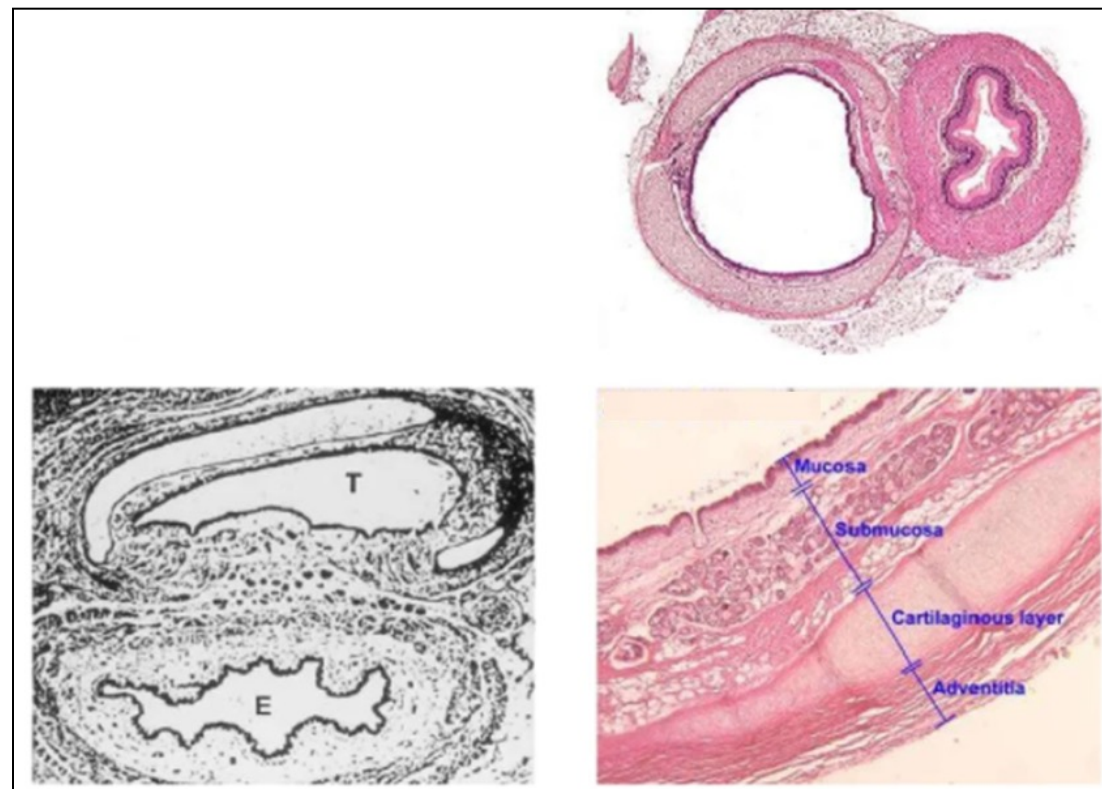 T
E
Mucosa
Submucosa
Cartilaginous layer
Adventitia